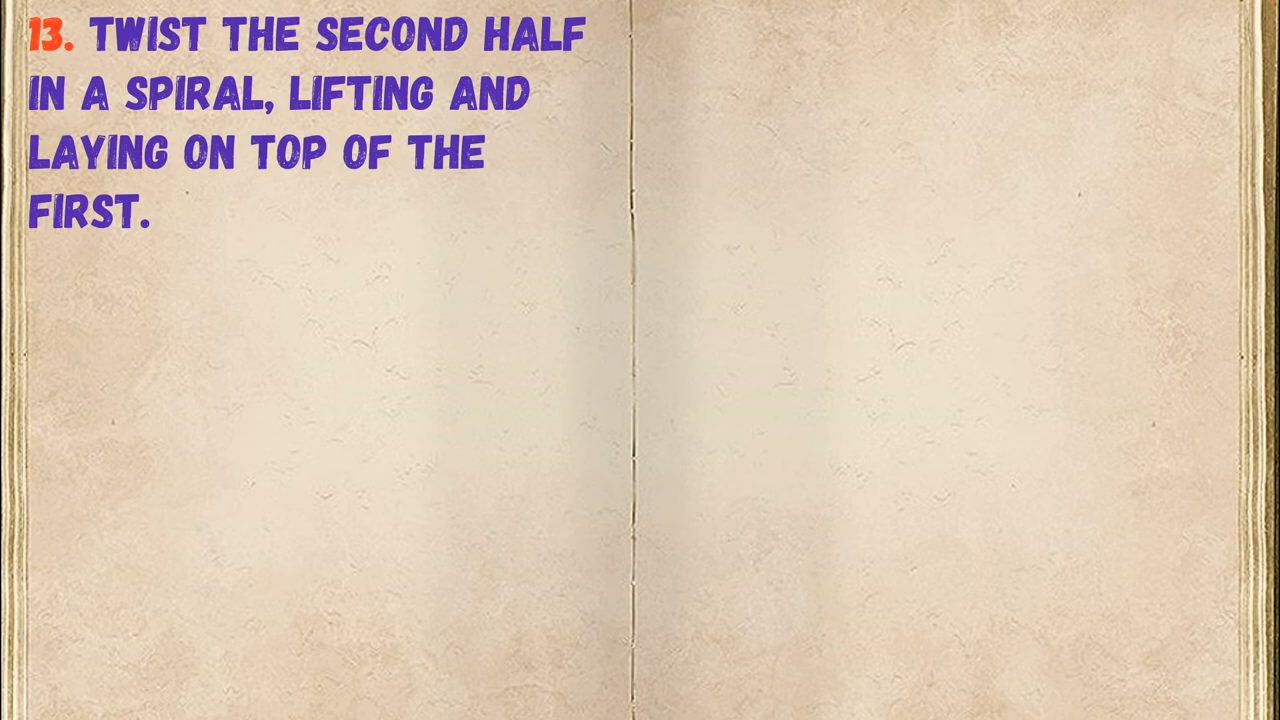 13. TWIST THE SECOND HALF
IN A SPIRAL, LIFTING AND
LAYING ON TOP OF THE
FIRST.